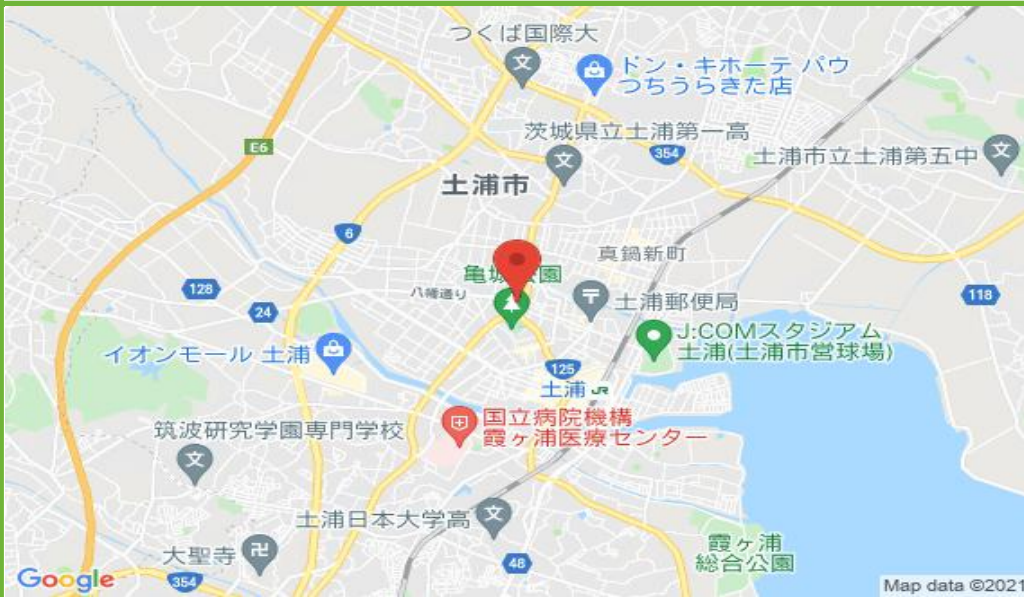 つくば国際大
ドン・キホーテ パウ
つちうらきた店
茨城県立土浦第一高
E6
354
土浦市立土浦第五中
土浦市
6
真鍋新町
亀城公園
128
八幡通り
土浦郵便局
118
24
J:COMスタジアム
土浦(土浦市営球場)
イオンモール 土浦
125
土浦 JR
国立病院機構
霞ヶ浦医療センター
筑波研究学園専門学校
土浦日本大学高
霞ヶ浦
総合公園
大聖寺
48
354
Google
Map data ©2021